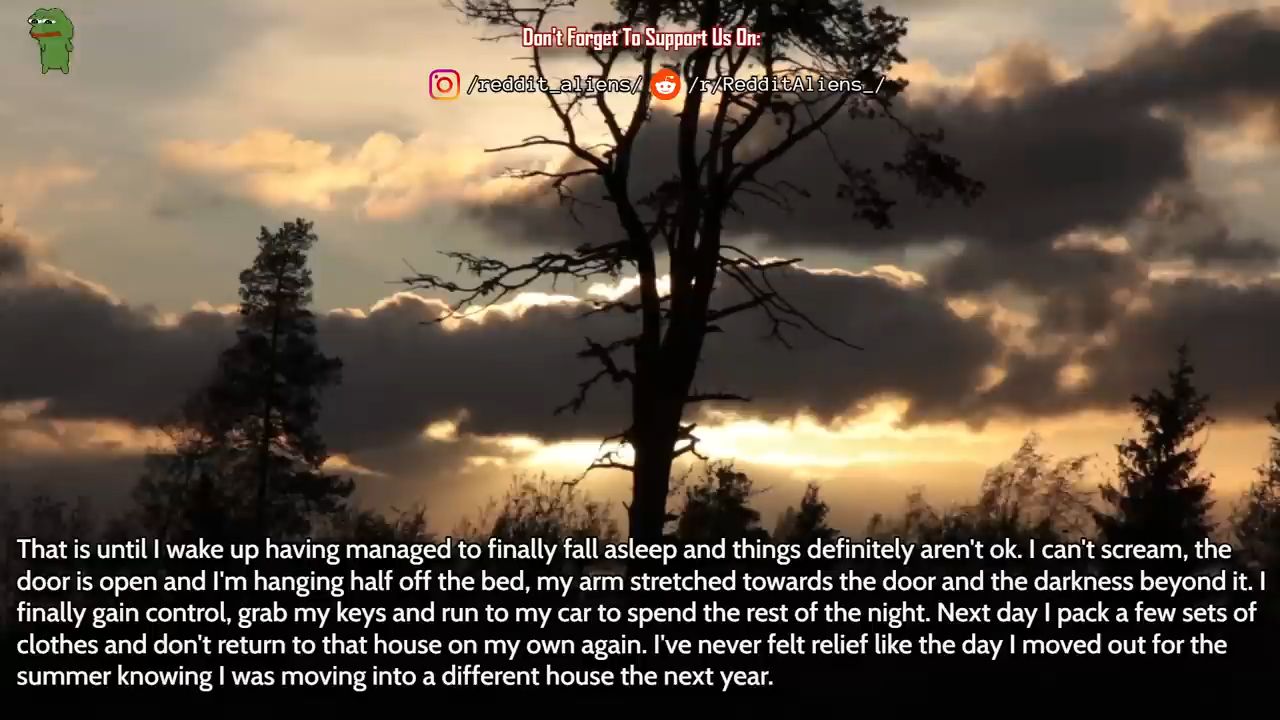 Don't Forget To Support Us On:
/reddit_aliens/ /r/RedditAliens_/
That is until I wake up having managed to finally fall asleep and things definitely aren't ok. I can't scream, the
door is open and I'm hanging half off the bed, my arm stretched towards the door and the darkness beyond it. I
finally gain control, grab my keys and run to my car to spend the rest of the night. Next day I pack a few sets of
clothes and don't return to that house on my own again. I've never felt relief like the day I moved out for the
summer knowing I was moving into a different house the next year.